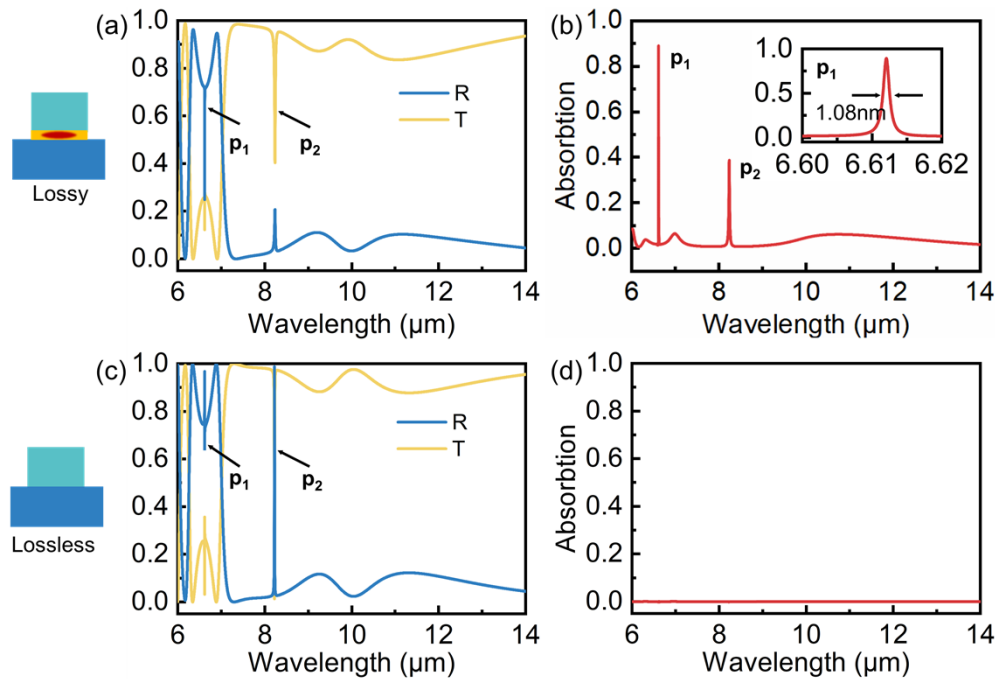 (a)
1.0
0.8
0.6
0.4
0.2
0.0
R
T
p1
p2
6 8 10 12 14
Wavelength (μm)
Lossy
(b)
Absorbtion
1.0
0.8
0.6
0.4
0.2
0.0
p1
p2
p1
1.0
0.5
0.0
1.08nm
6.60 6.61 6.62
6 8 10 12 14
Wavelength (μm)
(c)
1.0
0.8
0.6
0.4
0.2
0.0
R
T
p1
p2
6 8 10 12 14
Wavelength (μm)
Lossless
(d)
Absorbtion
1.0
0.8
0.6
0.4
0.2
0.0
6 8 10 12 14
Wavelength (μm)